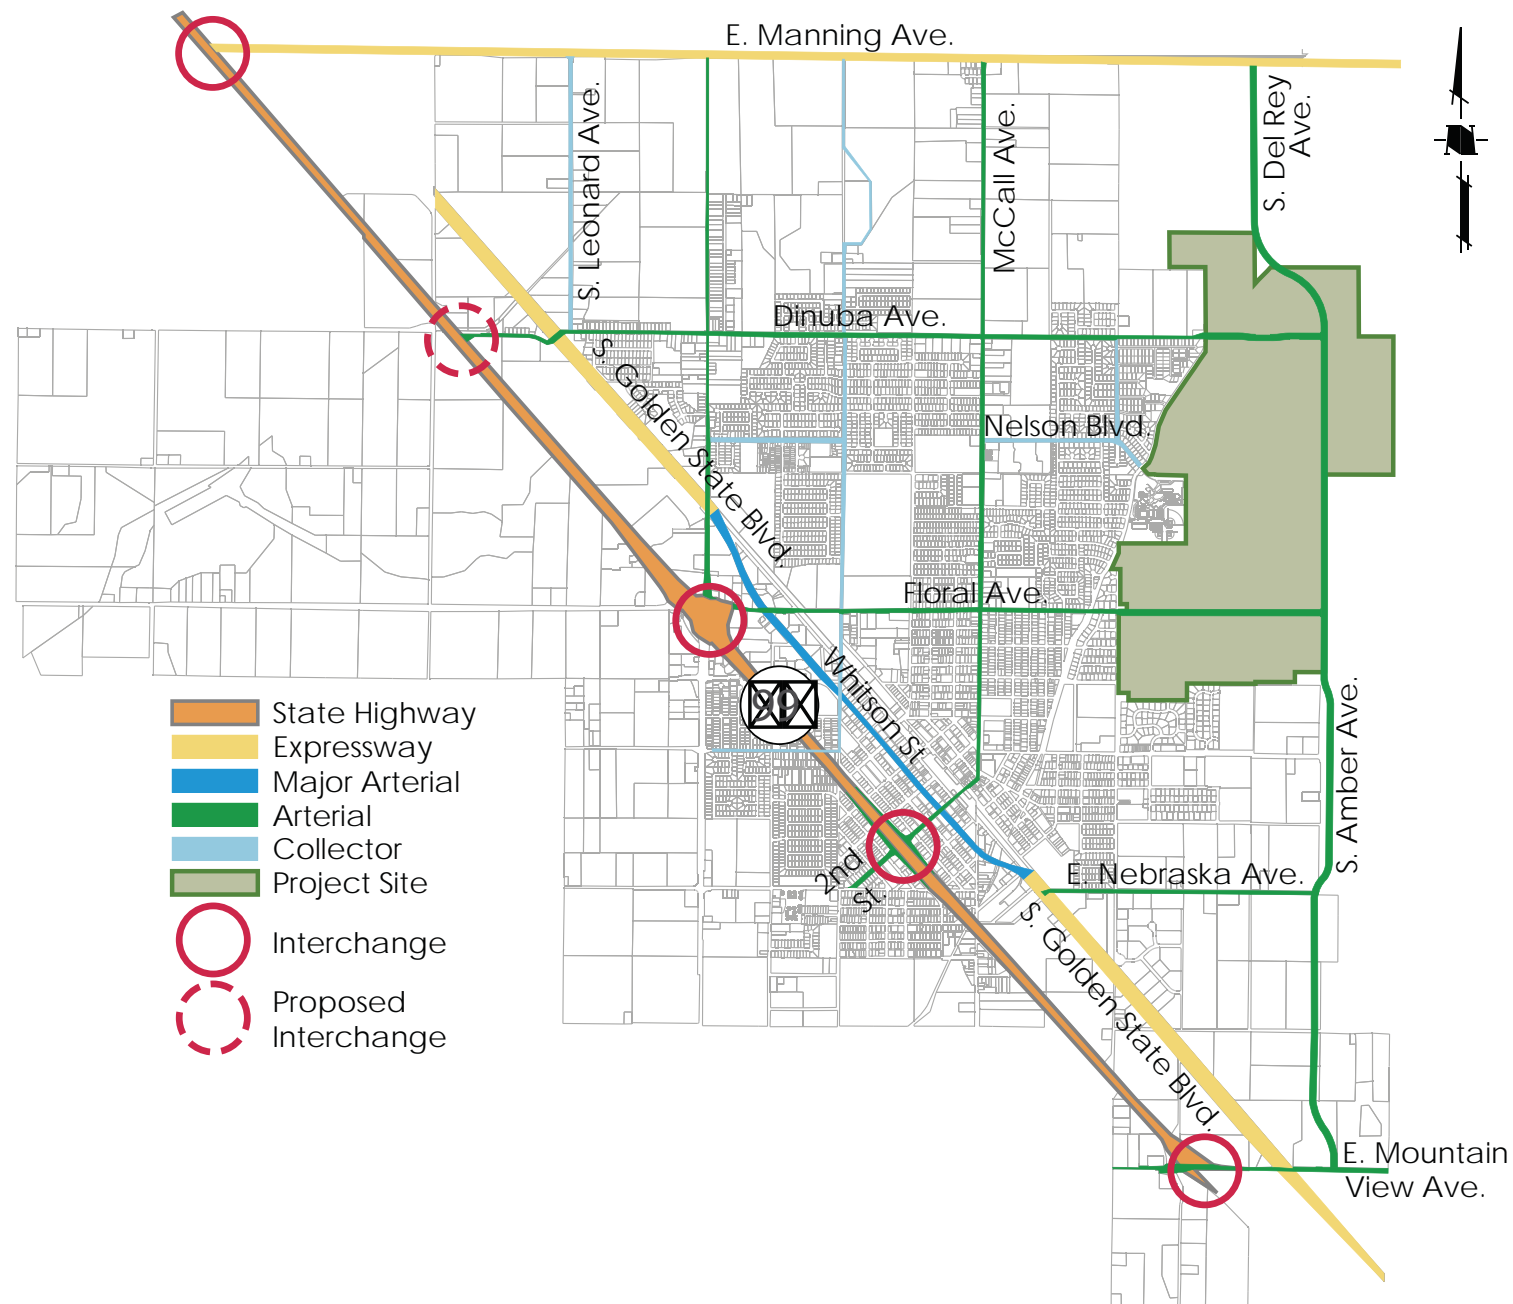 E. Manning Ave.
S. Leonard Ave.
McCall Ave.
S. Del Rey
Ave.
N
Dinuba Ave.
S. Golden State Blvd.
Nelson Blvd.
Floral Ave.
99
Whitson St
2nd
St.
E. Nebraska Ave.
S. Amber Ave.
S. Golden State Blvd.
E. Mountain
View Ave.
State Highway
Expressway
Major Arterial
Arterial
Collector
Project Site
Interchange
Proposed
Interchange